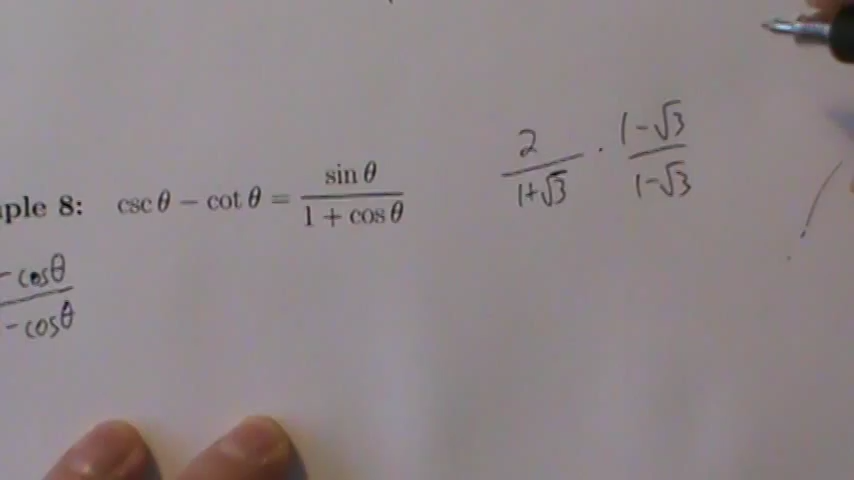 ple 8: csc θ − cot θ = sin θ / 1 + cos θ
2 / 1+√3 · 1−√3 / 1−√3
− cosθ / − cosθ